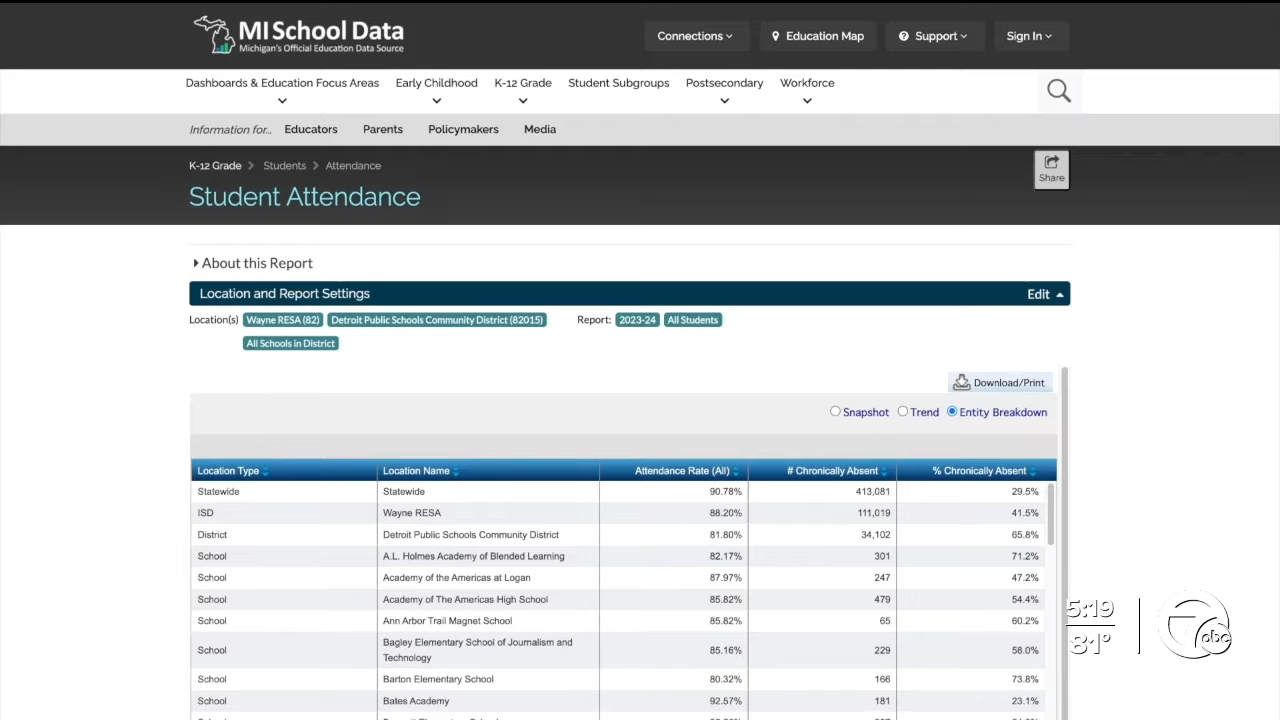 MI School Data
Michigan's Official Education Data Source
Connections
Education Map
Support
Sign In
Dashboards & Education Focus Areas
Early Childhood
K-12 Grade
Student Subgroups
Postsecondary
Workforce
Information for...
Educators
Parents
Policymakers
Media
K-12 Grade
Students
Attendance
Share
Student Attendance
About this Report
Location and Report Settings
Edit
Location(s) Wayne RESA (82) Detroit Public Schools Community District (82015) Report: 2023-24 All Students
All Schools in District
Download/Print
Snapshot Trend Entity Breakdown
Location Type Location Name Attendance Rate (All) # Chronically Absent % Chronically Absent
Statewide Statewide 90.78% 413,081 29.5%
ISD Wayne RESA 88.20% 111,019 41.5%
District Detroit Public Schools Community District 81.80% 34,102 65.8%
School A.L. Holmes Academy of Blended Learning 82.17% 301 71.2%
School Academy of the Americas at Logan 87.97% 247 47.2%
School Academy of The Americas High School 85.82% 479 54.4%
School Ann Arbor Trail Magnet School 85.82% 65 60.2%
School Bagley Elementary School of Journalism and Technology 85.16% 229 58.0%
School Barton Elementary School 80.32% 166 73.8%
School Bates Academy 92.57% 181 23.1%
5:19
81°
7 abc